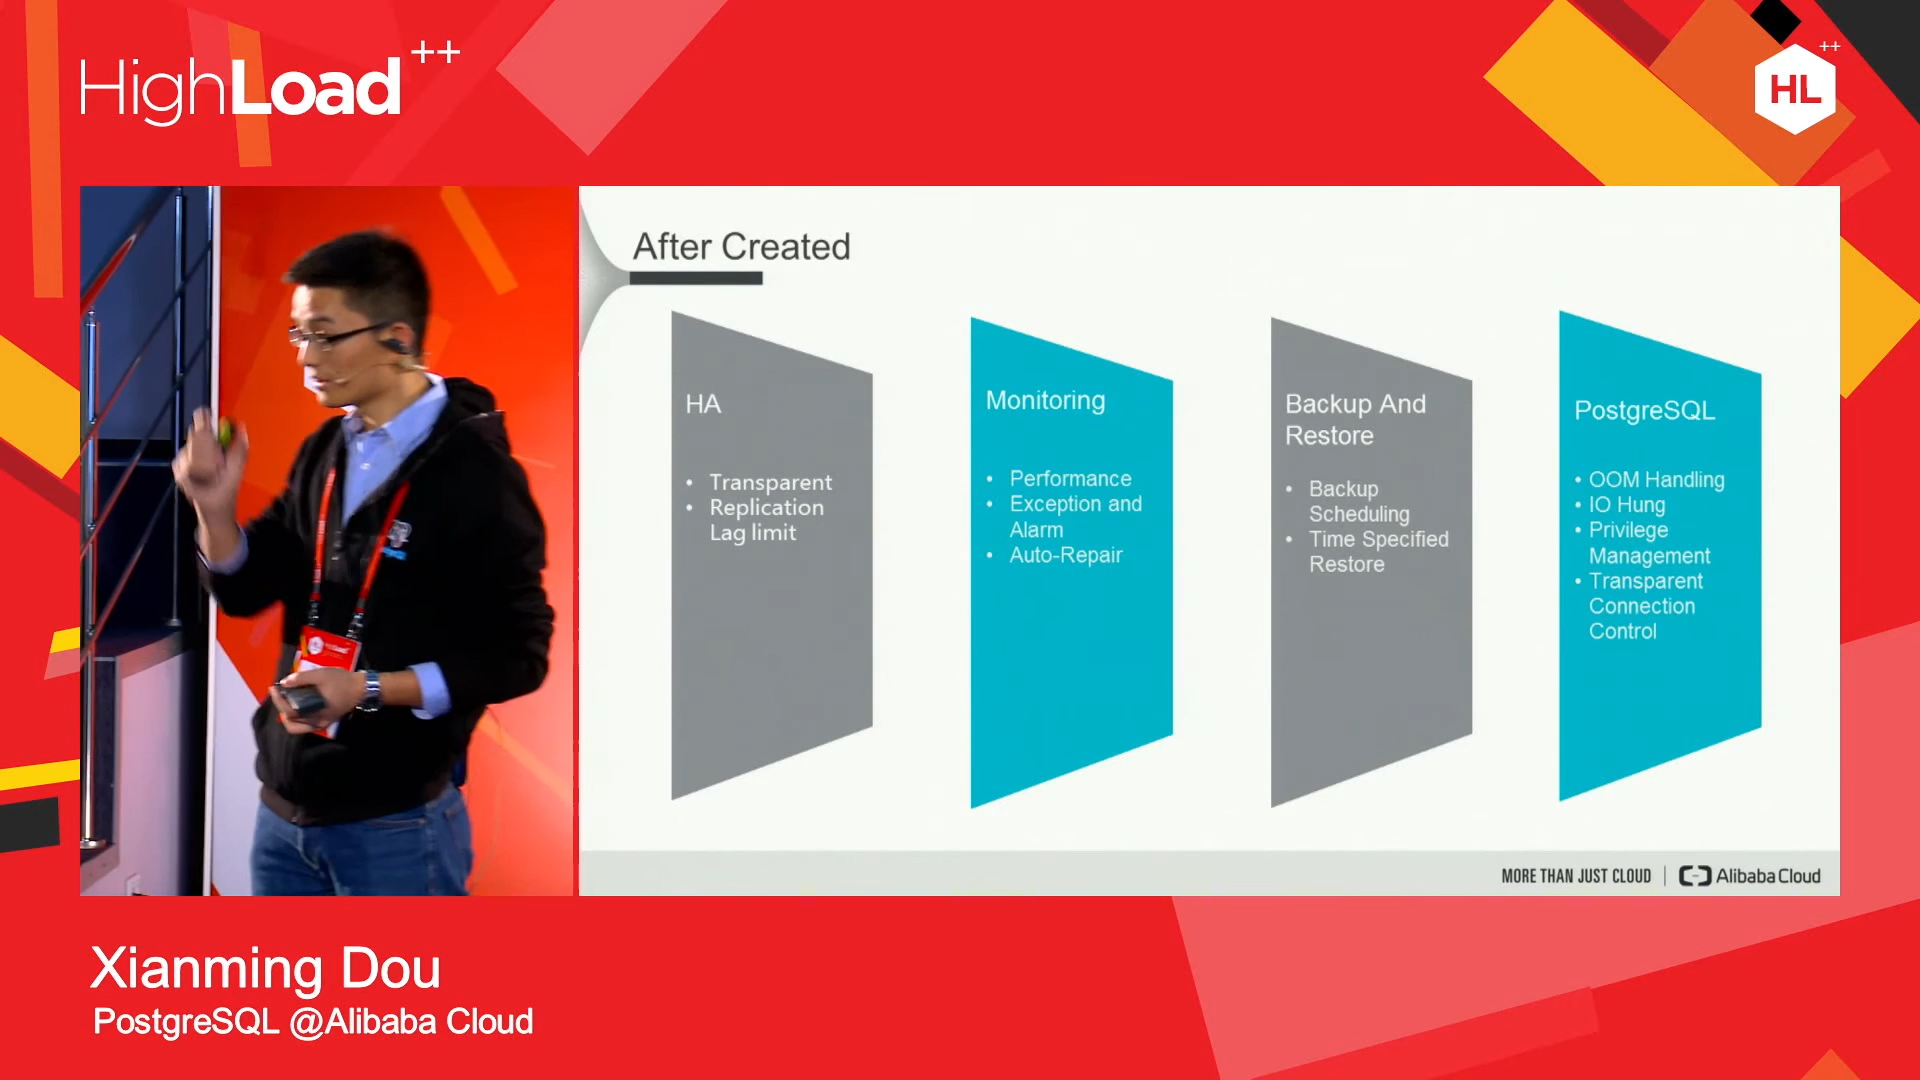 HighLoad++
HL++
After Created
HA
• Transparent
• Replication
Lag limit
Monitoring
• Performance
• Exception and
Alarm
• Auto-Repair
Backup And
Restore
• Backup
Scheduling
• Time Specified
Restore
PostgreSQL
• OOM Handling
• IO Hung
• Privilege
Management
• Transparent
Connection
Control
MORE THAN JUST CLOUD | Alibaba Cloud
Xianming Dou
PostgreSQL @Alibaba Cloud